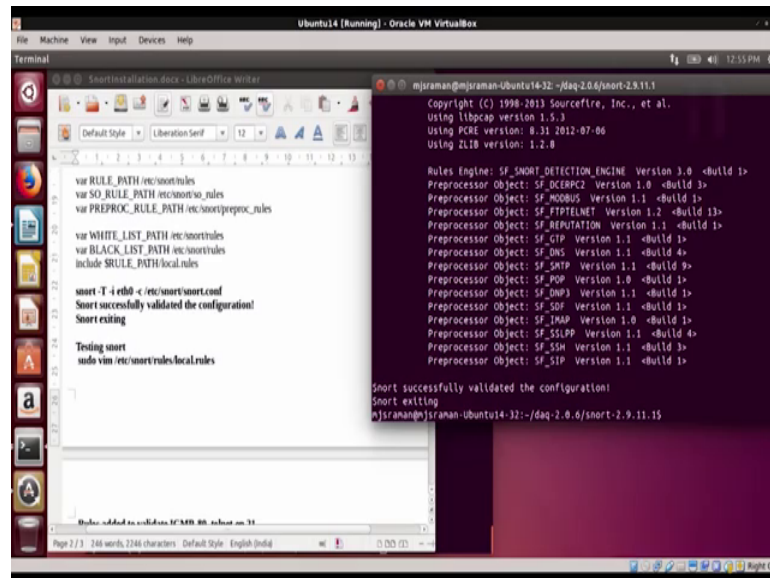 Ubuntu14 [Running] - Oracle VM VirtualBox
File Machine View Input Devices Help
Terminal
12:55 PM
SnortInstallation.docx - LibreOffice Writer
Default Style
Liberation Serif
12
var RULE_PATH /etc/snort/rules
var SO_RULE_PATH /etc/snort/so_rules
var PREPROC_RULE_PATH /etc/snort/preproc_rules
var WHITE_LIST_PATH /etc/snort/rules
var BLACK_LIST_PATH /etc/snort/rules
include $RULE_PATH/local.rules
snort -T -i eth0 -c /etc/snort/snort.conf
Snort successfully validated the configuration!
Snort exiting
Testing snort
sudo vim /etc/snort/rules/local.rules
Rules added to validate ICMP, 80, telnet on 21
Page 2 / 3 246 words, 2246 characters Default Style English (India)
mjsraman@mjsraman-Ubuntu14-32: ~/daq-2.0.6/snort-2.9.11.1
Copyright (C) 1998-2013 Sourcefire, Inc., et al.
Using libpcap version 1.5.3
Using PCRE version: 8.31 2012-07-06
Using ZLIB version: 1.2.8
Rules Engine: SF_SNORT_DETECTION_ENGINE Version 3.0 <Build 1>
Preprocessor Object: SF_DCERPC2 Version 1.0 <Build 3>
Preprocessor Object: SF_MODBUS Version 1.1 <Build 1>
Preprocessor Object: SF_FTPTELNET Version 1.2 <Build 13>
Preprocessor Object: SF_REPUTATION Version 1.1 <Build 1>
Preprocessor Object: SF_GTP Version 1.1 <Build 1>
Preprocessor Object: SF_DNS Version 1.1 <Build 4>
Preprocessor Object: SF_SMTP Version 1.1 <Build 9>
Preprocessor Object: SF_POP Version 1.0 <Build 1>
Preprocessor Object: SF_DNP3 Version 1.1 <Build 1>
Preprocessor Object: SF_SDF Version 1.1 <Build 1>
Preprocessor Object: SF_IMAP Version 1.0 <Build 1>
Preprocessor Object: SF_SSLPP Version 1.1 <Build 4>
Preprocessor Object: SF_SSH Version 1.1 <Build 3>
Preprocessor Object: SF_SIP Version 1.1 <Build 1>
Snort successfully validated the configuration!
Snort exiting
mjsraman@mjsraman-Ubuntu14-32:~/daq-2.0.6/snort-2.9.11.1$
Right